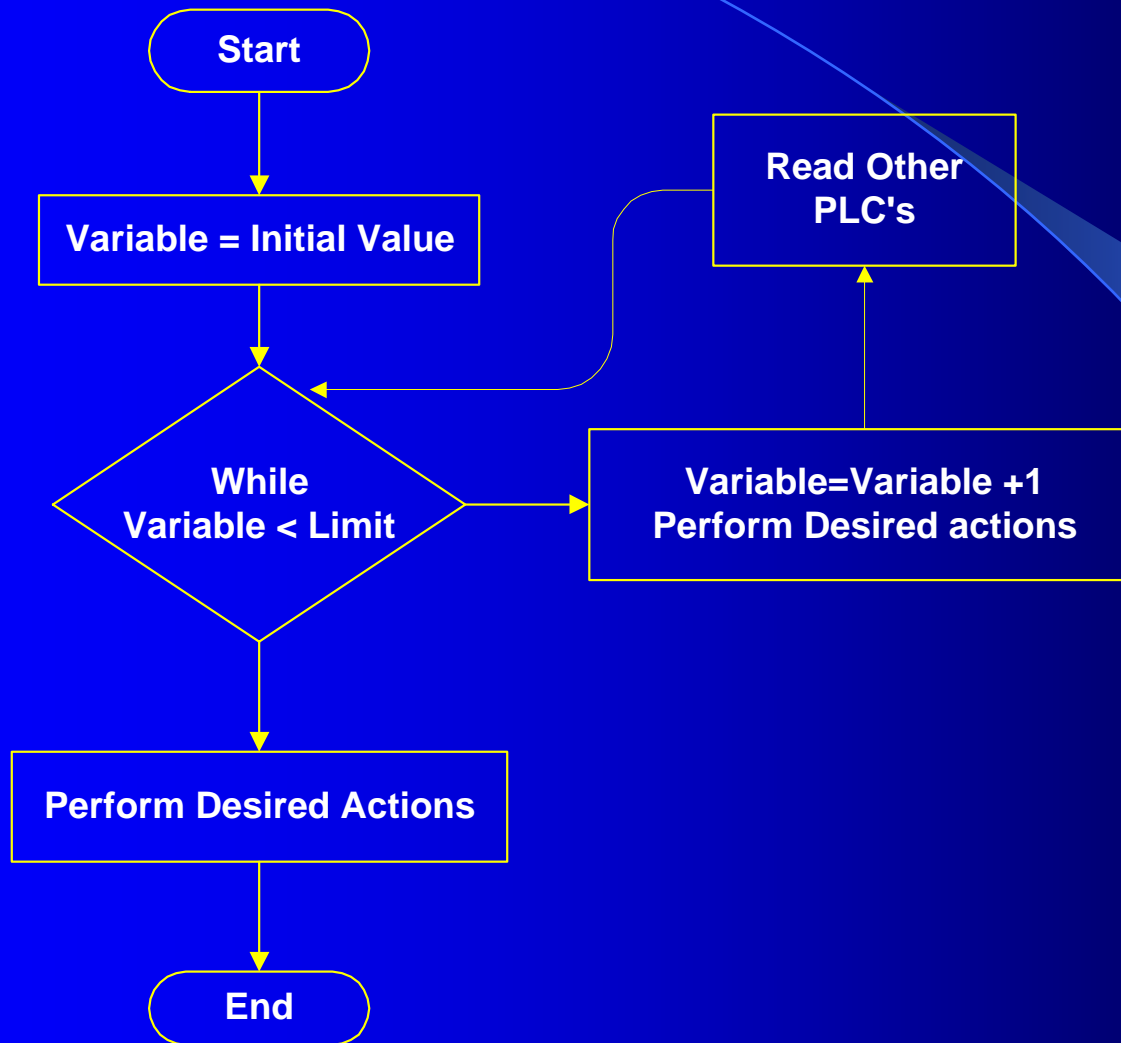 Start
Variable = Initial Value
Read Other
PLC's
While
Variable < Limit
Variable=Variable +1
Perform Desired actions
Perform Desired Actions
End